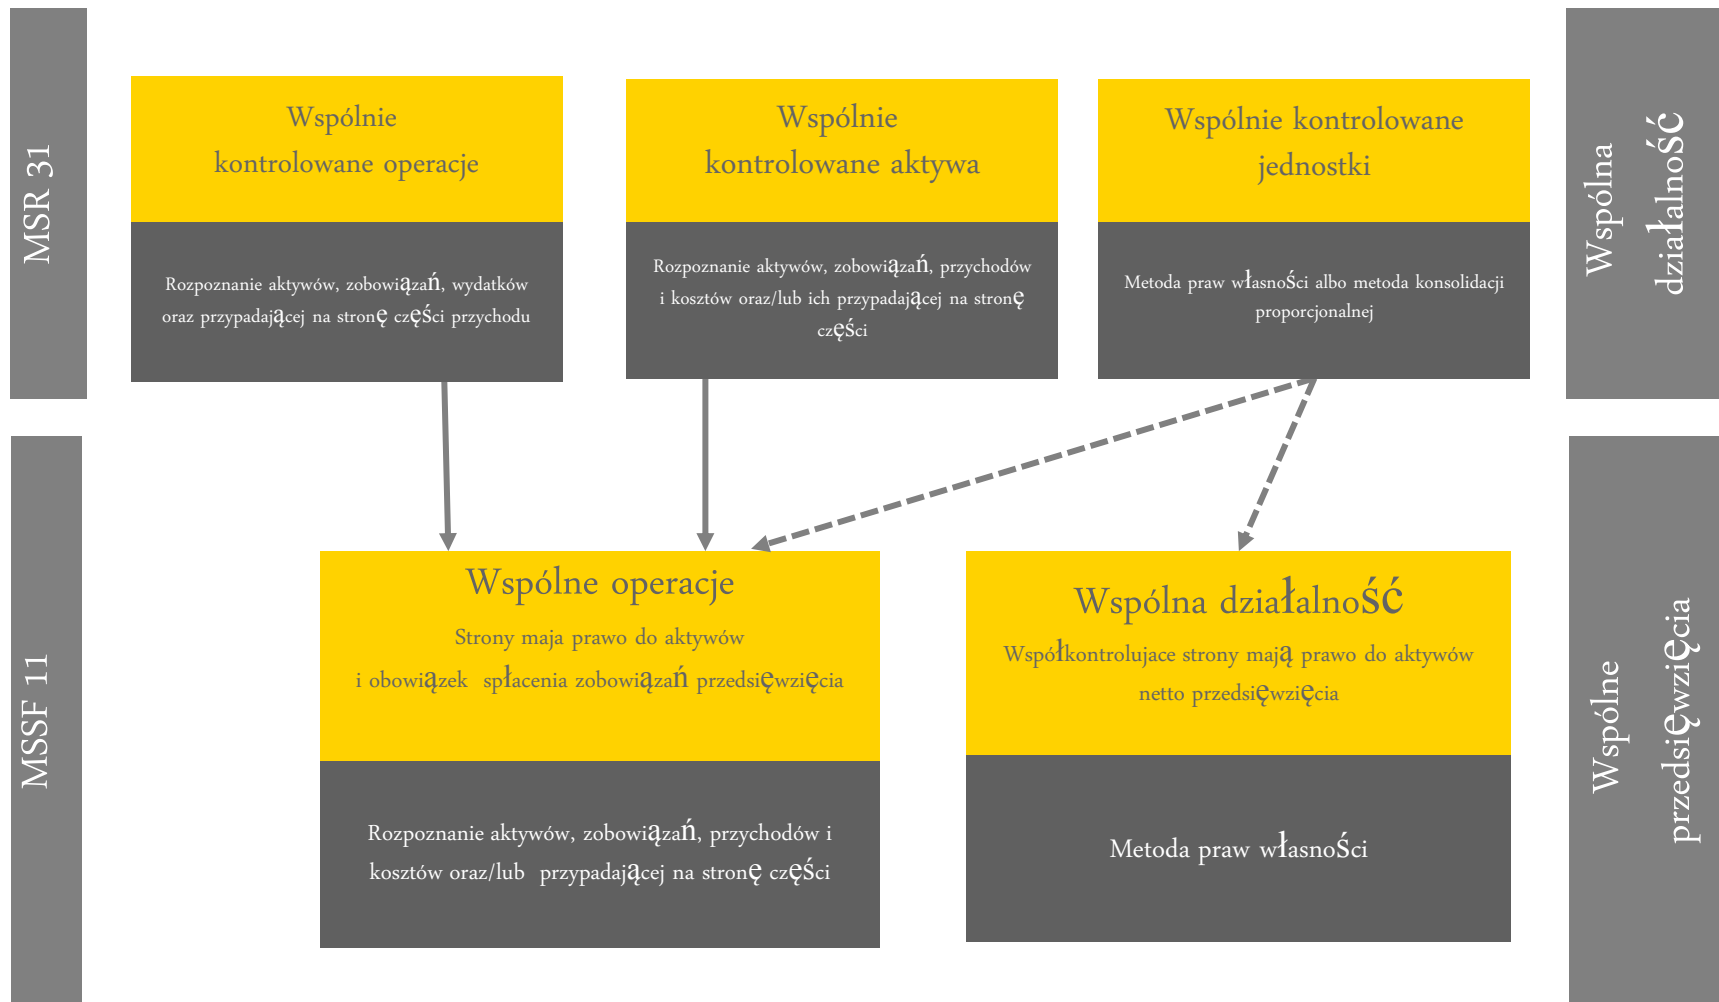 MSR 31
Wspólnie
kontrolowane operacje
Rozpoznanie aktywów, zobowiązań, wydatków
oraz przypadającej na stronę części przychodu
Wspólnie
kontrolowane aktywa
Rozpoznanie aktywów, zobowiązań, przychodów
i kosztów oraz/lub ich przypadającej na stronę
części
Wspólnie kontrolowane
jednostki
Metoda praw własności albo metoda konsolidacji
proporcjonalnej
Wspólna
działalność
MSSF 11
Wspólne operacje
Strony maja prawo do aktywów
i obowiązek spłacenia zobowiązań przedsięwzięcia
Rozpoznanie aktywów, zobowiązań, przychodów i
kosztów oraz/lub przypadającej na stronę części
Wspólna działalność
Współkontrolujace strony mają prawo do aktywów
netto przedsięwzięcia
Metoda praw własności
Wspólne
przedsięwzięcia